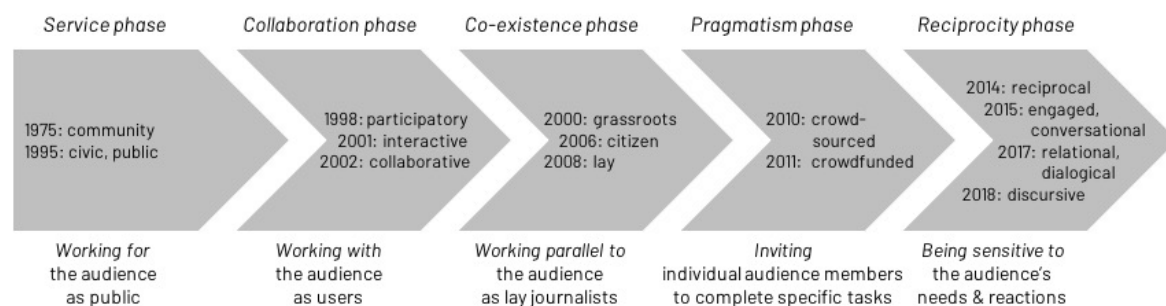 Service phase
Collaboration phase
Co-existence phase
Pragmatism phase
Reciprocity phase
1975: community
1995: civic, public
1998: participatory
2001: interactive
2002: collaborative
2000: grassroots
2006: citizen
2008: lay
2010: crowd-
sourced
2011: crowdfunded
2014: reciprocal
2015: engaged,
conversational
2017: relational,
dialogical
2018: discursive
Working for
the audience
as public
Working with
the audience
as users
Working parallel to
the audience
as lay journalists
Inviting
individual audience members
to complete specific tasks
Being sensitive to
the audience's
needs & reactions